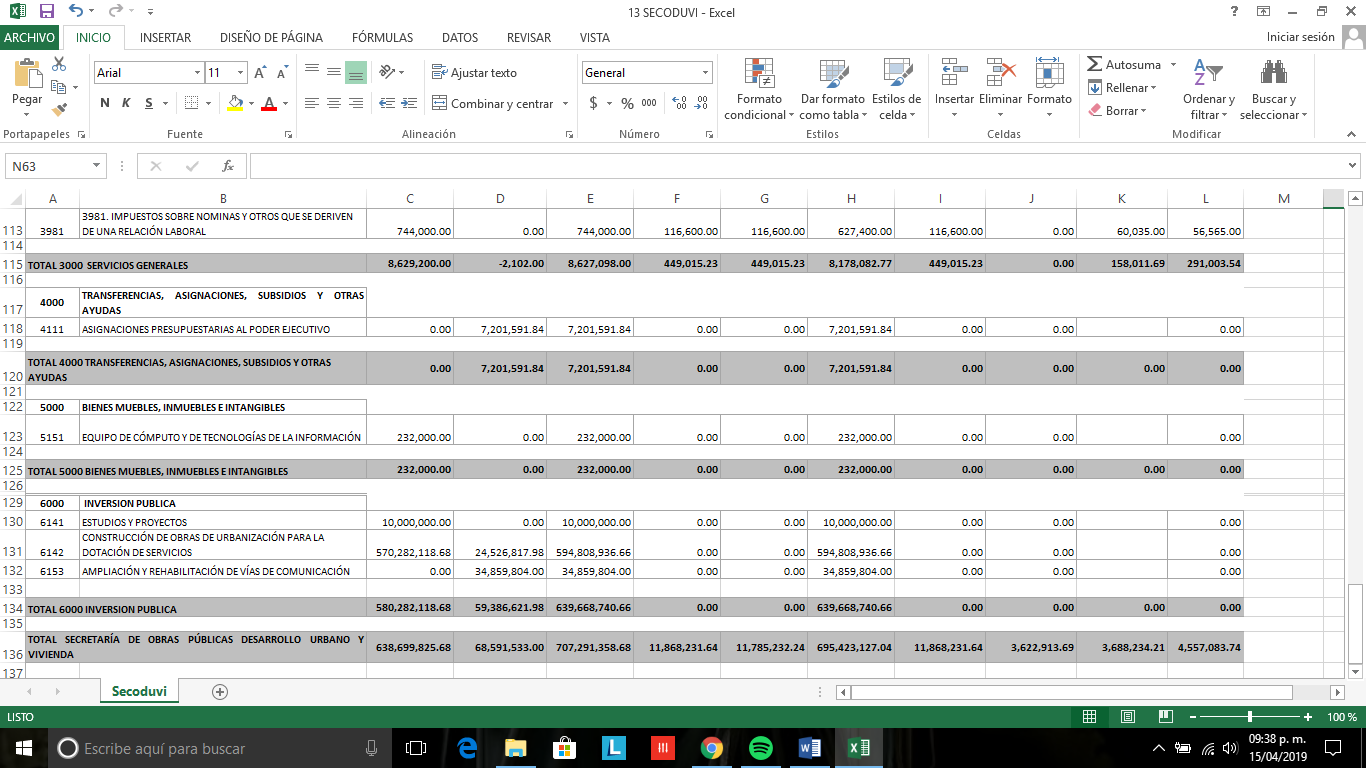 13 SECODUVI - Excel
ARCHIVO INICIO INSERTAR DISEÑO DE PÁGINA FÓRMULAS DATOS REVISAR VISTA Iniciar sesión
Pegar
Portapapeles
Arial 11
N K S
Fuente
Ajustar texto
Combinar y centrar
Alineación
General
$ % 000
Número
Formato condicional
Dar formato como tabla
Estilos de celda
Estilos
Insertar Eliminar Formato
Celdas
Autosuma
Rellenar
Borrar
Ordenar y filtrar
Buscar y seleccionar
Modificar
N63 fx
A B C D E F G H I J K L M
3981. IMPUESTOS SOBRE NOMINAS Y OTROS QUE SE DERIVEN
113 3981 DE UNA RELACIÓN LABORAL 744,000.00 0.00 744,000.00 116,600.00 116,600.00 627,400.00 116,600.00 0.00 60,035.00 56,565.00
114
115 TOTAL 3000 SERVICIOS GENERALES 8,629,200.00 -2,102.00 8,627,098.00 449,015.23 449,015.23 8,178,082.77 449,015.23 0.00 158,011.69 291,003.54
116
117 4000 TRANSFERENCIAS, ASIGNACIONES, SUBSIDIOS Y OTRAS
AYUDAS
118 4111 ASIGNACIONES PRESUPUESTARIAS AL PODER EJECUTIVO 0.00 7,201,591.84 7,201,591.84 0.00 0.00 7,201,591.84 0.00 0.00 0.00
119
TOTAL 4000 TRANSFERENCIAS, ASIGNACIONES, SUBSIDIOS Y OTRAS
120 AYUDAS 0.00 7,201,591.84 7,201,591.84 0.00 0.00 7,201,591.84 0.00 0.00 0.00 0.00
121
122 5000 BIENES MUEBLES, INMUEBLES E INTANGIBLES
123 5151 EQUIPO DE CÓMPUTO Y DE TECNOLOGÍAS DE LA INFORMACIÓN 232,000.00 0.00 232,000.00 0.00 0.00 232,000.00 0.00 0.00 0.00
124
125 TOTAL 5000 BIENES MUEBLES, INMUEBLES E INTANGIBLES 232,000.00 0.00 232,000.00 0.00 0.00 232,000.00 0.00 0.00 0.00 0.00
126
129 6000 INVERSION PUBLICA
130 6141 ESTUDIOS Y PROYECTOS 10,000,000.00 0.00 10,000,000.00 0.00 0.00 10,000,000.00 0.00 0.00 0.00
CONSTRUCCIÓN DE OBRAS DE URBANIZACIÓN PARA LA
131 6142 DOTACIÓN DE SERVICIOS 570,282,118.68 24,526,817.98 594,808,936.66 0.00 0.00 594,808,936.66 0.00 0.00 0.00
132 6153 AMPLIACIÓN Y REHABILITACIÓN DE VÍAS DE COMUNICACIÓN 0.00 34,859,804.00 34,859,804.00 0.00 0.00 34,859,804.00 0.00 0.00 0.00
133
134 TOTAL 6000 INVERSION PUBLICA 580,282,118.68 59,386,621.98 639,668,740.66 0.00 0.00 639,668,740.66 0.00 0.00 0.00 0.00
135
TOTAL SECRETARÍA DE OBRAS PÚBLICAS DESARROLLO URBANO Y
136 VIVIENDA 638,699,825.68 68,591,533.00 707,291,358.68 11,868,231.64 11,785,232.24 695,423,127.04 11,868,231.64 3,622,913.69 3,688,234.21 4,557,083.74
137
Secoduvi
LISTO 100 %
Escribe aquí para buscar
09:38 p. m.
15/04/2019